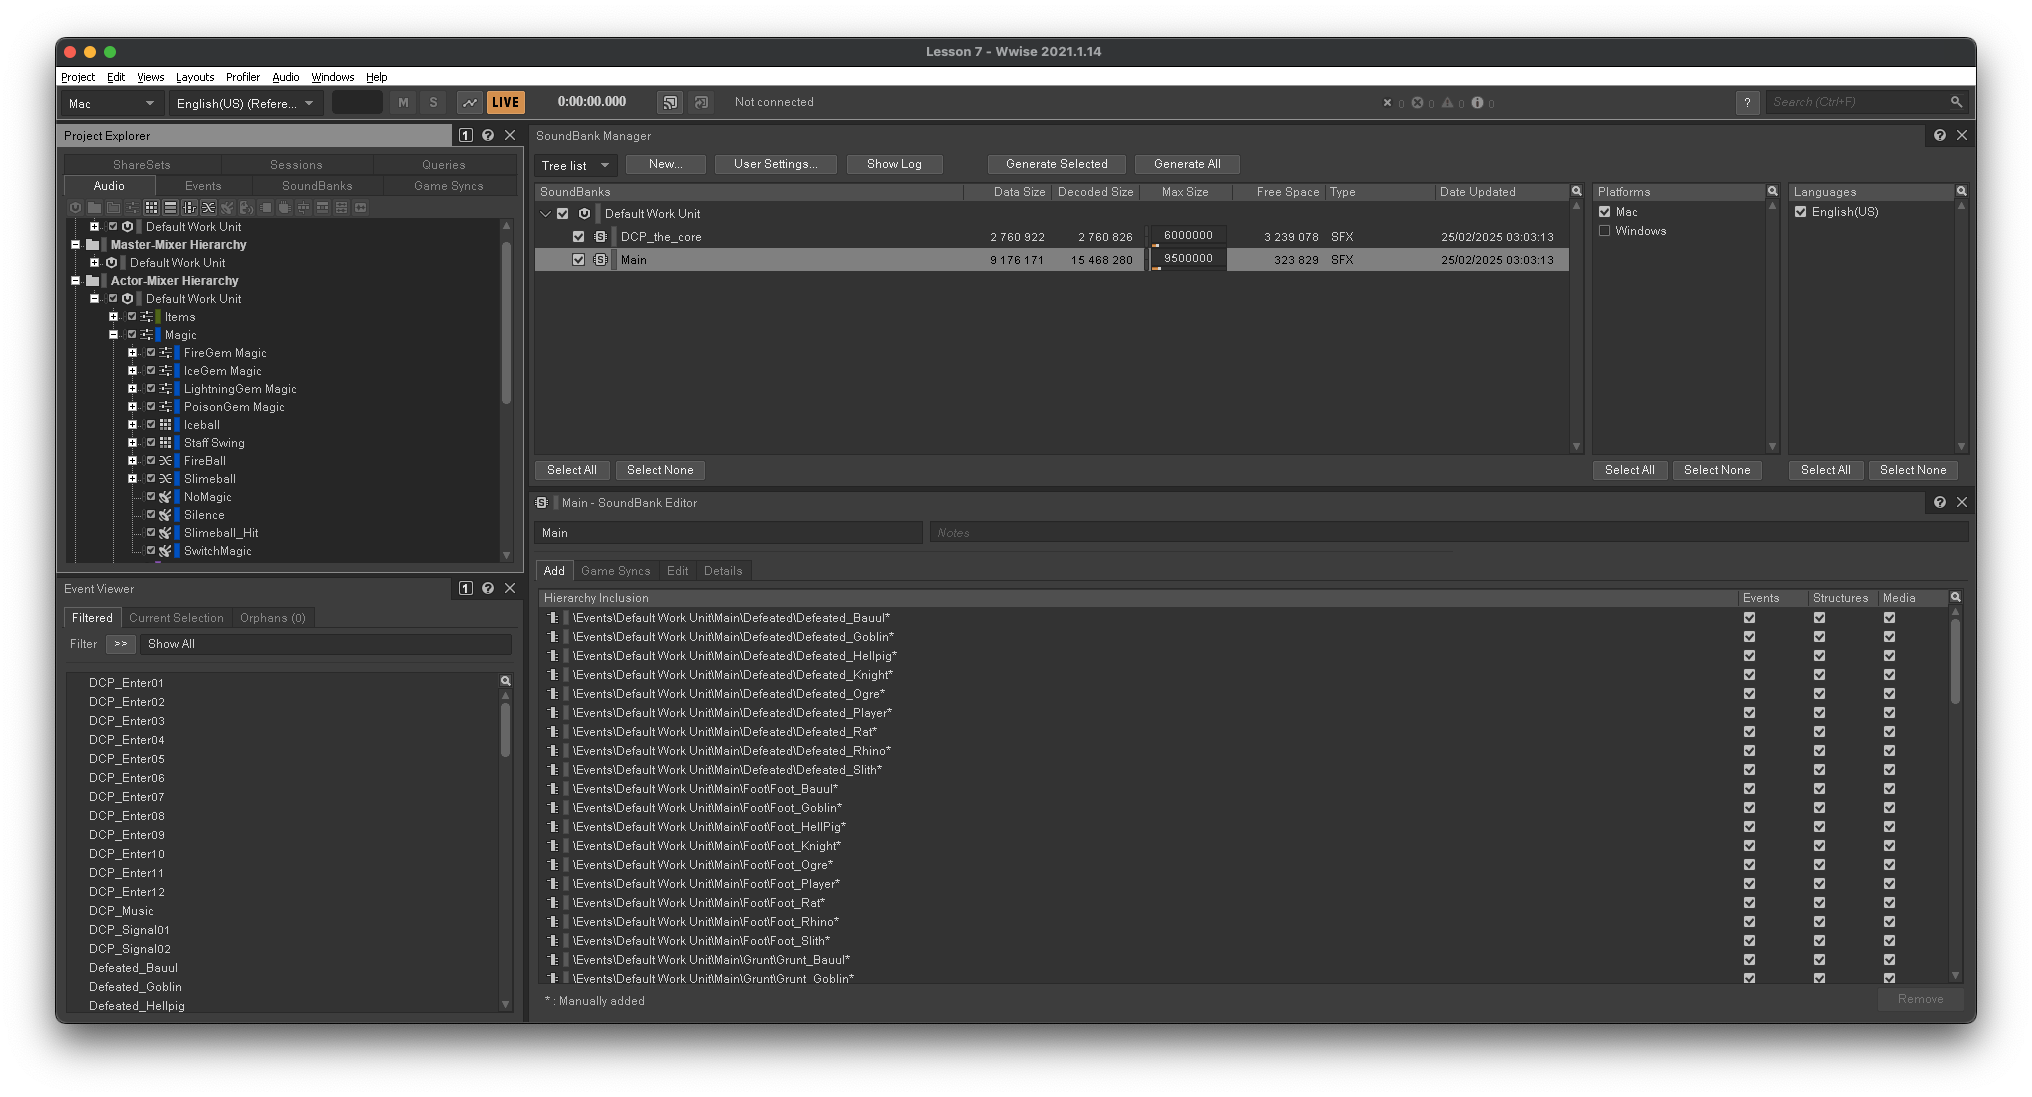 Lesson 7 - Wwise 2021.1.14
Project Edit Views Layouts Profiler Audio Windows Help
Mac English(US) (Refere... M S LIVE 0:00:00.000 Not connected 0 0 0 0 ? Search (Ctrl+F)
Project Explorer 1
ShareSets Sessions Queries
Audio Events SoundBanks Game Syncs
Default Work Unit
Master-Mixer Hierarchy
Default Work Unit
Actor-Mixer Hierarchy
Default Work Unit
Items
Magic
FireGem Magic
IceGem Magic
LightningGem Magic
PoisonGem Magic
Iceball
Staff Swing
FireBall
Slimeball
NoMagic
Silence
Slimeball_Hit
SwitchMagic
Event Viewer 1
Filtered Current Selection Orphans (0)
Filter >> Show All
DCP_Enter01
DCP_Enter02
DCP_Enter03
DCP_Enter04
DCP_Enter05
DCP_Enter06
DCP_Enter07
DCP_Enter08
DCP_Enter09
DCP_Enter10
DCP_Enter11
DCP_Enter12
DCP_Music
DCP_Signal01
DCP_Signal02
Defeated_Bauul
Defeated_Goblin
Defeated_Hellpig
SoundBank Manager
Tree list New... User Settings... Show Log Generate Selected Generate All
SoundBanks Data Size Decoded Size Max Size Free Space Type Date Updated
Default Work Unit
DCP_the_core 2 760 922 2 760 826 6000000 3 239 078 SFX 25/02/2025 03:03:13
Main 9 176 171 15 468 280 9500000 323 829 SFX 25/02/2025 03:03:13
Select All Select None
Platforms
Mac
Windows
Select All Select None
Languages
English(US)
Select All Select None
Main - SoundBank Editor
Main Notes
Add Game Syncs Edit Details
Hierarchy Inclusion Events Structures Media
\Events\Default Work Unit\Main\Defeated\Defeated_Bauul*
\Events\Default Work Unit\Main\Defeated\Defeated_Goblin*
\Events\Default Work Unit\Main\Defeated\Defeated_Hellpig*
\Events\Default Work Unit\Main\Defeated\Defeated_Knight*
\Events\Default Work Unit\Main\Defeated\Defeated_Ogre*
\Events\Default Work Unit\Main\Defeated\Defeated_Player*
\Events\Default Work Unit\Main\Defeated\Defeated_Rat*
\Events\Default Work Unit\Main\Defeated\Defeated_Rhino*
\Events\Default Work Unit\Main\Defeated\Defeated_Slith*
\Events\Default Work Unit\Main\Foot\Foot_Bauul*
\Events\Default Work Unit\Main\Foot\Foot_Goblin*
\Events\Default Work Unit\Main\Foot\Foot_HellPig*
\Events\Default Work Unit\Main\Foot\Foot_Knight*
\Events\Default Work Unit\Main\Foot\Foot_Ogre*
\Events\Default Work Unit\Main\Foot\Foot_Player*
\Events\Default Work Unit\Main\Foot\Foot_Rat*
\Events\Default Work Unit\Main\Foot\Foot_Rhino*
\Events\Default Work Unit\Main\Foot\Foot_Slith*
\Events\Default Work Unit\Main\Grunt\Grunt_Bauul*
\Events\Default Work Unit\Main\Grunt\Grunt_Goblin*
* : Manually added
Remove